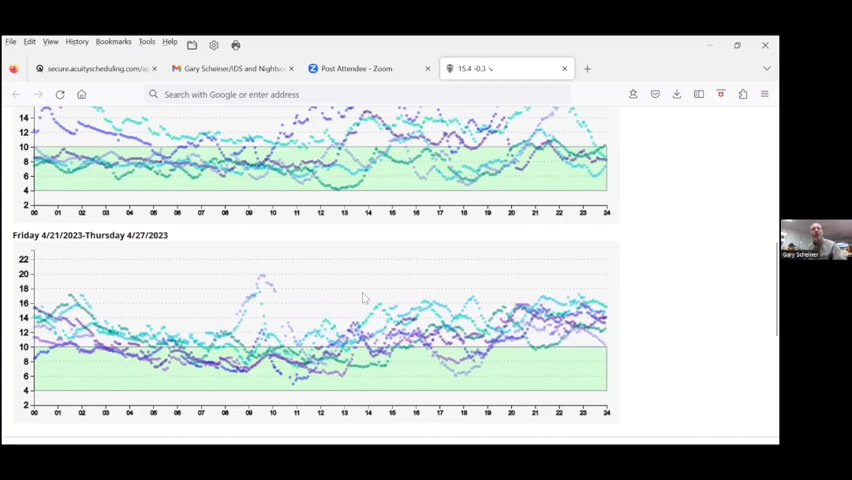 File Edit View History Bookmarks Tools Help
secure.acuityscheduling.com/ap Gary Scheiner/IDS and Nightsc Post Attendee - Zoom 15.4 -0.3 ↘
Search with Google or enter address
14
12
10
8
6
4
2
00 01 02 03 04 05 06 07 08 09 10 11 12 13 14 15 16 17 18 19 20 21 22 23 24
Friday 4/21/2023-Thursday 4/27/2023
22
20
18
16
14
12
10
8
6
4
2
00 01 02 03 04 05 06 07 08 09 10 11 12 13 14 15 16 17 18 19 20 21 22 23 24
Gary Scheiner